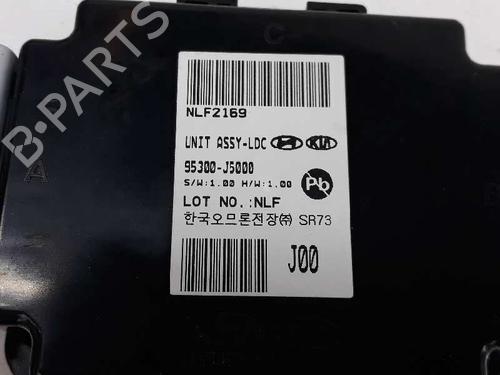 NLF2169
UNIT ASSY-LDC KIA
95300-J5000
S/W:1.00 H/W:1.00
Pb
LOT NO.:NLF
한국오므론전장㈜ SR73
J00
C
A
B-PARTS